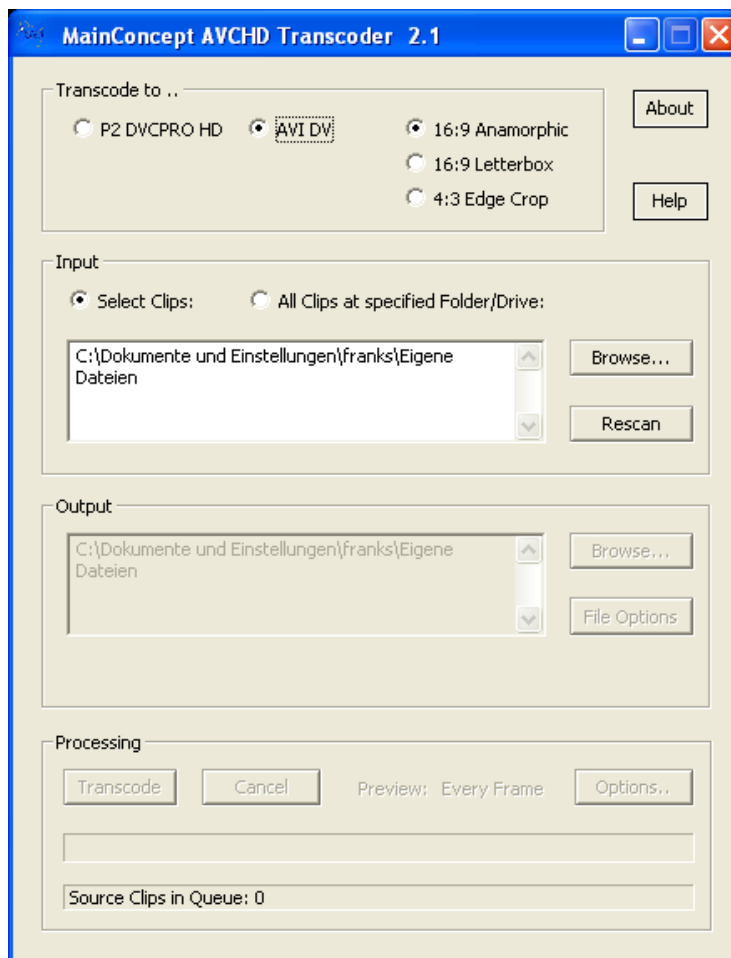 MainConcept AVCHD Transcoder 2.1
Transcode to ..
P2 DVCPRO HD
AVI DV
16:9 Anamorphic
16:9 Letterbox
4:3 Edge Crop
About
Help
Input
Select Clips:
All Clips at specified Folder/Drive:
C:\Dokumente und Einstellungen\franks\Eigene
Dateien
Browse...
Rescan
Output
C:\Dokumente und Einstellungen\franks\Eigene
Dateien
Browse...
File Options
Processing
Transcode
Cancel
Preview: Every Frame
Options..
Source Clips in Queue: 0